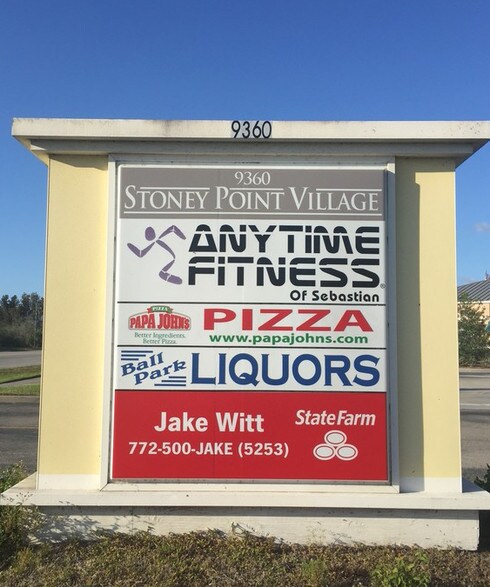 9360
9360
STONEY POINT VILLAGE
ANYTIME
FITNESS®
Of Sebastian
PIZZA
PAPA JOHNS
Better Ingredients.
Better Pizza.
PIZZA
www.papajohns.com
Ball
Park
LIQUORS
Jake Witt
772-500-JAKE (5253)
State Farm